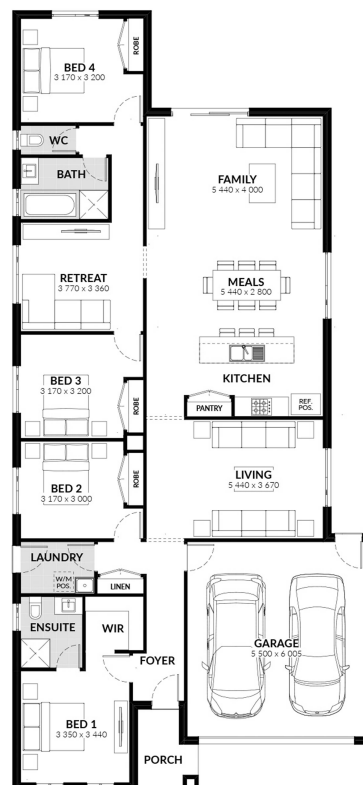 BED 4
3 170 x 3 200
ROBE
WC
BATH
FAMILY
5 440 x 4 000
RETREAT
3 770 x 3 360
MEALS
5 440 x 2 800
KITCHEN
BED 3
3 170 x 3 200
ROBE
PANTRY
REF.
POS.
BED 2
3 170 x 3 000
ROBE
LIVING
5 440 x 3 670
LAUNDRY
W/M
POS.
LINEN
ENSUITE
WIR
FOYER
GARAGE
5 500 x 6 005
BED 1
3 350 x 3 440
PORCH